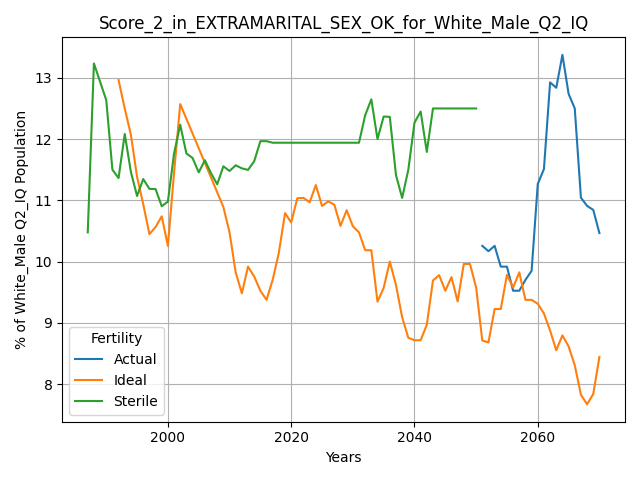 Score_2_in_EXTRAMARITAL_SEX_OK_for_White_Male_Q2_IQ
% of White_Male Q2_IQ Population
13
12
11
10
9
8
Fertility
Actual
Ideal
Sterile
2000 2020 2040 2060
Years